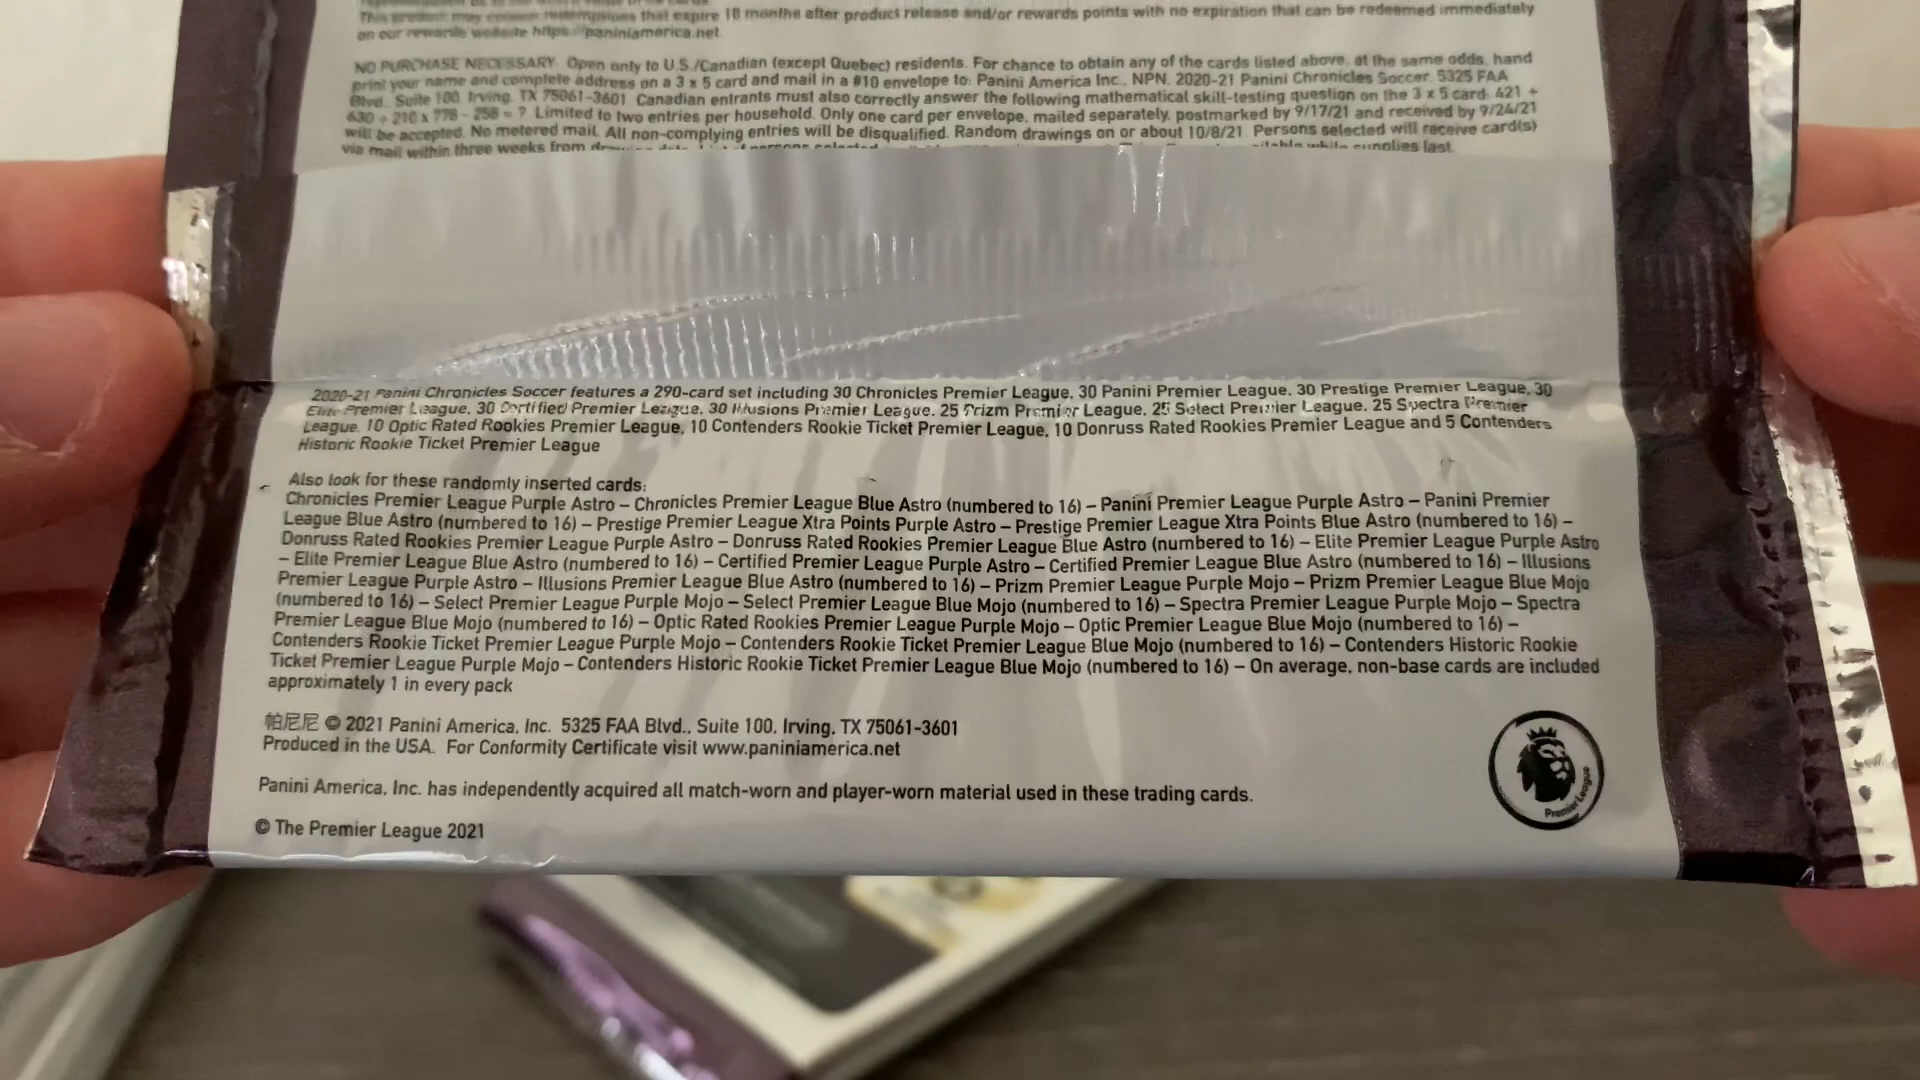 This product may contain redemptions that expire 18 months after product release and/or rewards points with no expiration that can be redeemed immediately
on our rewards website https://paniniamerica.net
NO PURCHASE NECESSARY. Open only to U.S./Canadian (except Quebec) residents. For chance to obtain any of the cards listed above, at the same odds, hand
print your name and complete address on a 3 x 5 card and mail in a #10 envelope to: Panini America Inc., NPN, 2020-21 Panini Chronicles Soccer, 5325 FAA
Blvd., Suite 100, Irving, TX 75061-3601 Canadian entrants must also correctly answer the following mathematical skill-testing question on the 3 x 5 card: 421 +
630 ÷ 210 x 778 - 258 = ? Limited to two entries per household. Only one card per envelope, mailed separately, postmarked by 9/17/21 and received by 9/24/21
will be accepted. No metered mail. All non-complying entries will be disqualified. Random drawings on or about 10/8/21. Persons selected will receive card(s)
via mail within three weeks from while supplies last.
2020-21 Panini Chronicles Soccer features a 290-card set including 30 Chronicles Premier League, 30 Panini Premier League, 30 Prestige Premier League, 30
Elite Premier League, 30 Certified Premier League, 30 Illusions Premier League, 25 Prizm Premier League, 25 Select Premier League, 25 Spectra Premier
League, 10 Optic Rated Rookies Premier League, 10 Contenders Rookie Ticket Premier League, 10 Donruss Rated Rookies Premier League and 5 Contenders
Historic Rookie Ticket Premier League
Also look for these randomly inserted cards:
Chronicles Premier League Purple Astro – Chronicles Premier League Blue Astro (numbered to 16) – Panini Premier League Purple Astro – Panini Premier
League Blue Astro (numbered to 16) – Prestige Premier League Xtra Points Purple Astro – Prestige Premier League Xtra Points Blue Astro (numbered to 16) –
Donruss Rated Rookies Premier League Purple Astro – Donruss Rated Rookies Premier League Blue Astro (numbered to 16) – Elite Premier League Purple Astro
– Elite Premier League Blue Astro (numbered to 16) – Certified Premier League Purple Astro – Certified Premier League Blue Astro (numbered to 16) – Illusions
Premier League Purple Astro – Illusions Premier League Blue Astro (numbered to 16) – Prizm Premier League Purple Mojo – Prizm Premier League Blue Mojo
(numbered to 16) – Select Premier League Purple Mojo – Select Premier League Blue Mojo (numbered to 16) – Spectra Premier League Purple Mojo – Spectra
Premier League Blue Mojo (numbered to 16) – Optic Rated Rookies Premier League Purple Mojo – Optic Premier League Blue Mojo (numbered to 16) –
Contenders Rookie Ticket Premier League Purple Mojo – Contenders Rookie Ticket Premier League Blue Mojo (numbered to 16) – Contenders Historic Rookie
Ticket Premier League Purple Mojo – Contenders Historic Rookie Ticket Premier League Blue Mojo (numbered to 16) – On average, non-base cards are included
approximately 1 in every pack
帕尼尼 © 2021 Panini America, Inc. 5325 FAA Blvd., Suite 100, Irving, TX 75061-3601
Produced in the USA. For Conformity Certificate visit www.paniniamerica.net
Panini America, Inc. has independently acquired all match-worn and player-worn material used in these trading cards.
© The Premier League 2021
Premier League